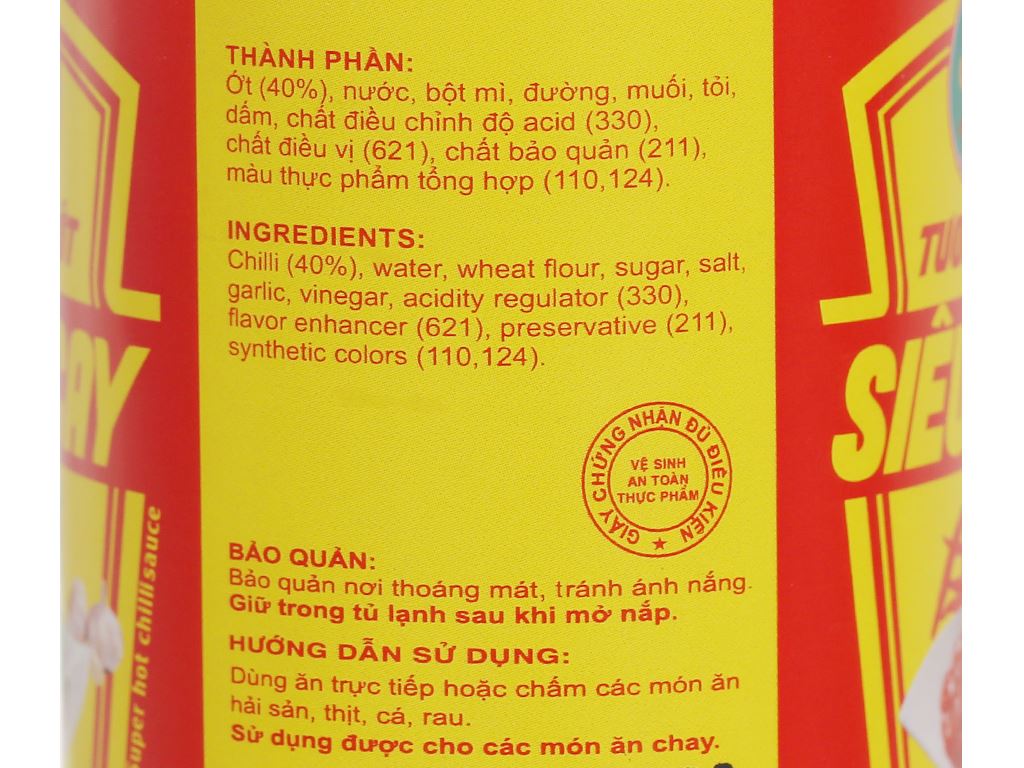 THÀNH PHẦN:
Ớt (40%), nước, bột mì, đường, muối, tỏi,
dấm, chất điều chỉnh độ acid (330),
chất điều vị (621), chất bảo quản (211),
màu thực phẩm tổng hợp (110,124).
INGREDIENTS:
Chilli (40%), water, wheat flour, sugar, salt,
garlic, vinegar, acidity regulator (330),
flavor enhancer (621), preservative (211),
synthetic colors (110,124).
GIẤY CHỨNG NHẬN ĐỦ ĐIỀU KIỆN
VỆ SINH
AN TOÀN
THỰC PHẨM
BẢO QUẢN:
Bảo quản nơi thoáng mát, tránh ánh nắng.
Giữ trong tủ lạnh sau khi mở nắp.
HƯỚNG DẪN SỬ DỤNG:
Dùng ăn trực tiếp hoặc chấm các món ăn
hải sản, thịt, cá, rau.
Sử dụng được cho các món ăn chay.
CAY
super hot chilli sauce
SIÊU